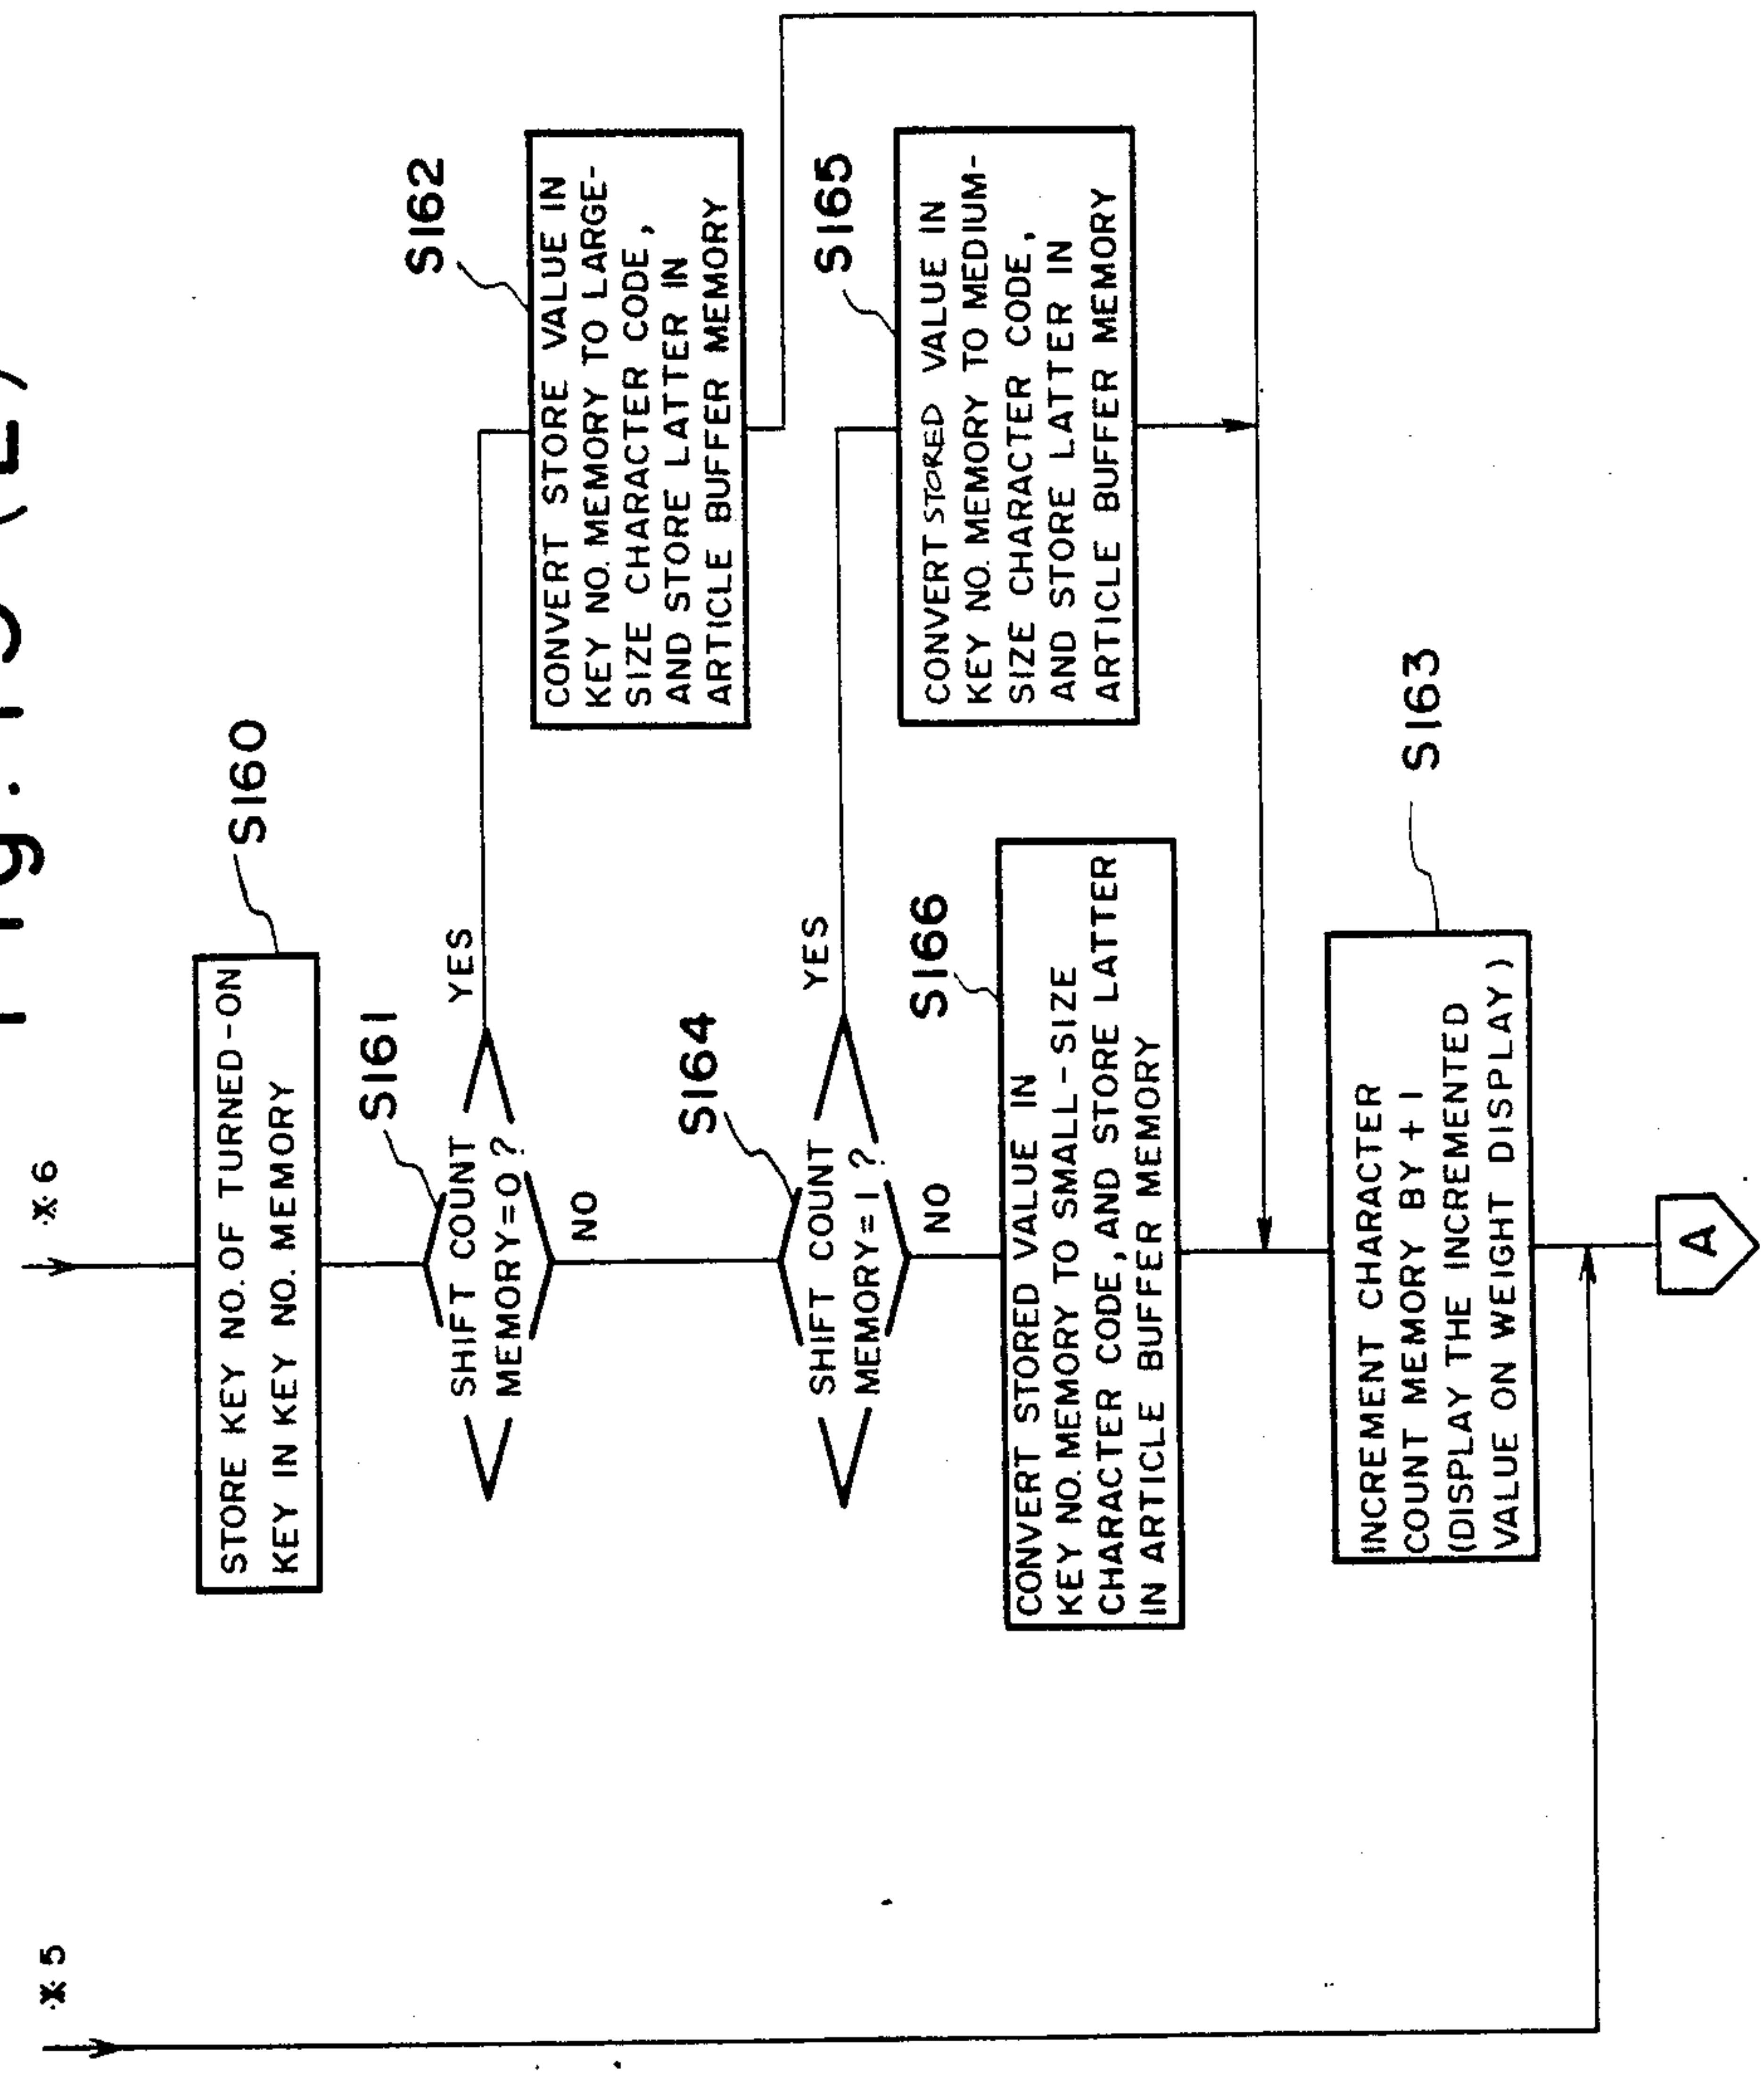 ※5
※6
S160
STORE KEY NO. OF TURNED-ON
KEY IN KEY NO. MEMORY
S161
SHIFT COUNT
MEMORY=0?
YES
NO
S162
CONVERT STORE VALUE IN
KEY NO. MEMORY TO LARGE-
SIZE CHARACTER CODE,
AND STORE LATTER IN
ARTICLE BUFFER MEMORY
S164
SHIFT COUNT
MEMORY=1?
YES
NO
S165
CONVERT STORED VALUE IN
KEY NO. MEMORY TO MEDIUM-
SIZE CHARACTER CODE,
AND STORE LATTER IN
ARTICLE BUFFER MEMORY
S166
CONVERT STORED VALUE IN
KEY NO. MEMORY TO SMALL-SIZE
CHARACTER CODE, AND STORE LATTER
IN ARTICLE BUFFER MEMORY
S163
INCREMENT CHARACTER
COUNT MEMORY BY +1
(DISPLAY THE INCREMENTED
VALUE ON WEIGHT DISPLAY)
A